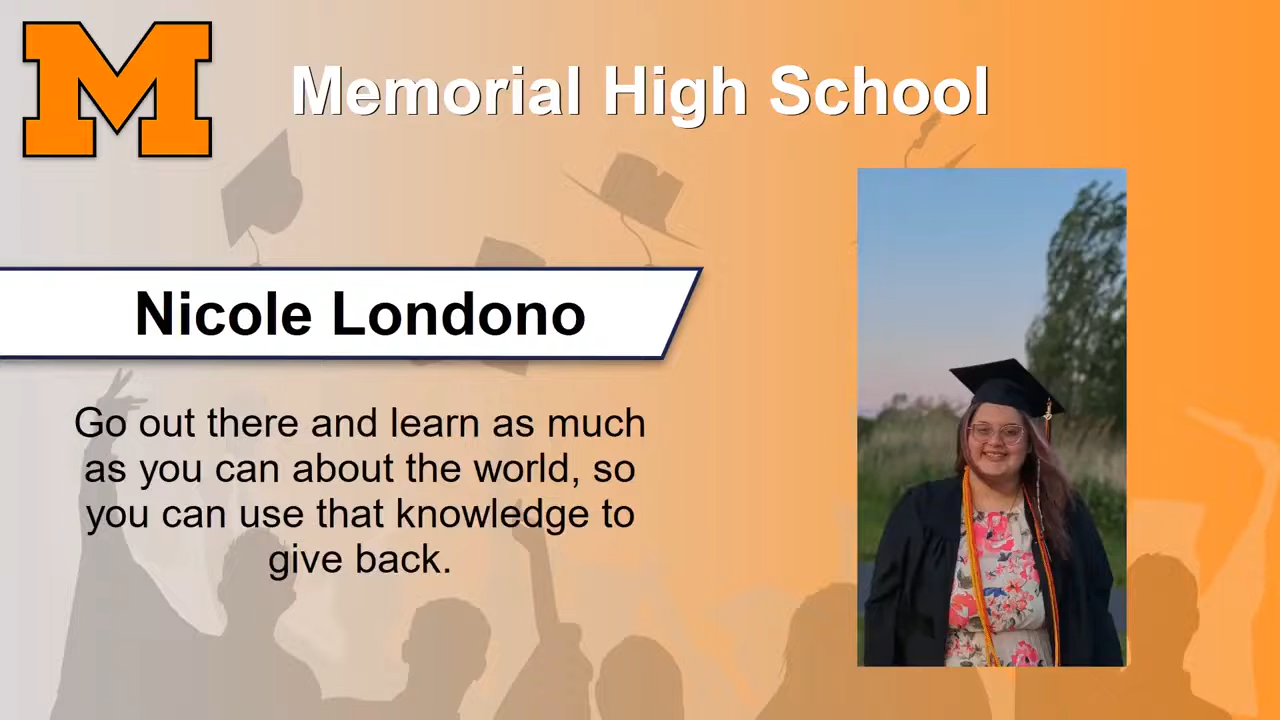 M
Memorial High School
Nicole Londono
Go out there and learn as much
as you can about the world, so
you can use that knowledge to
give back.